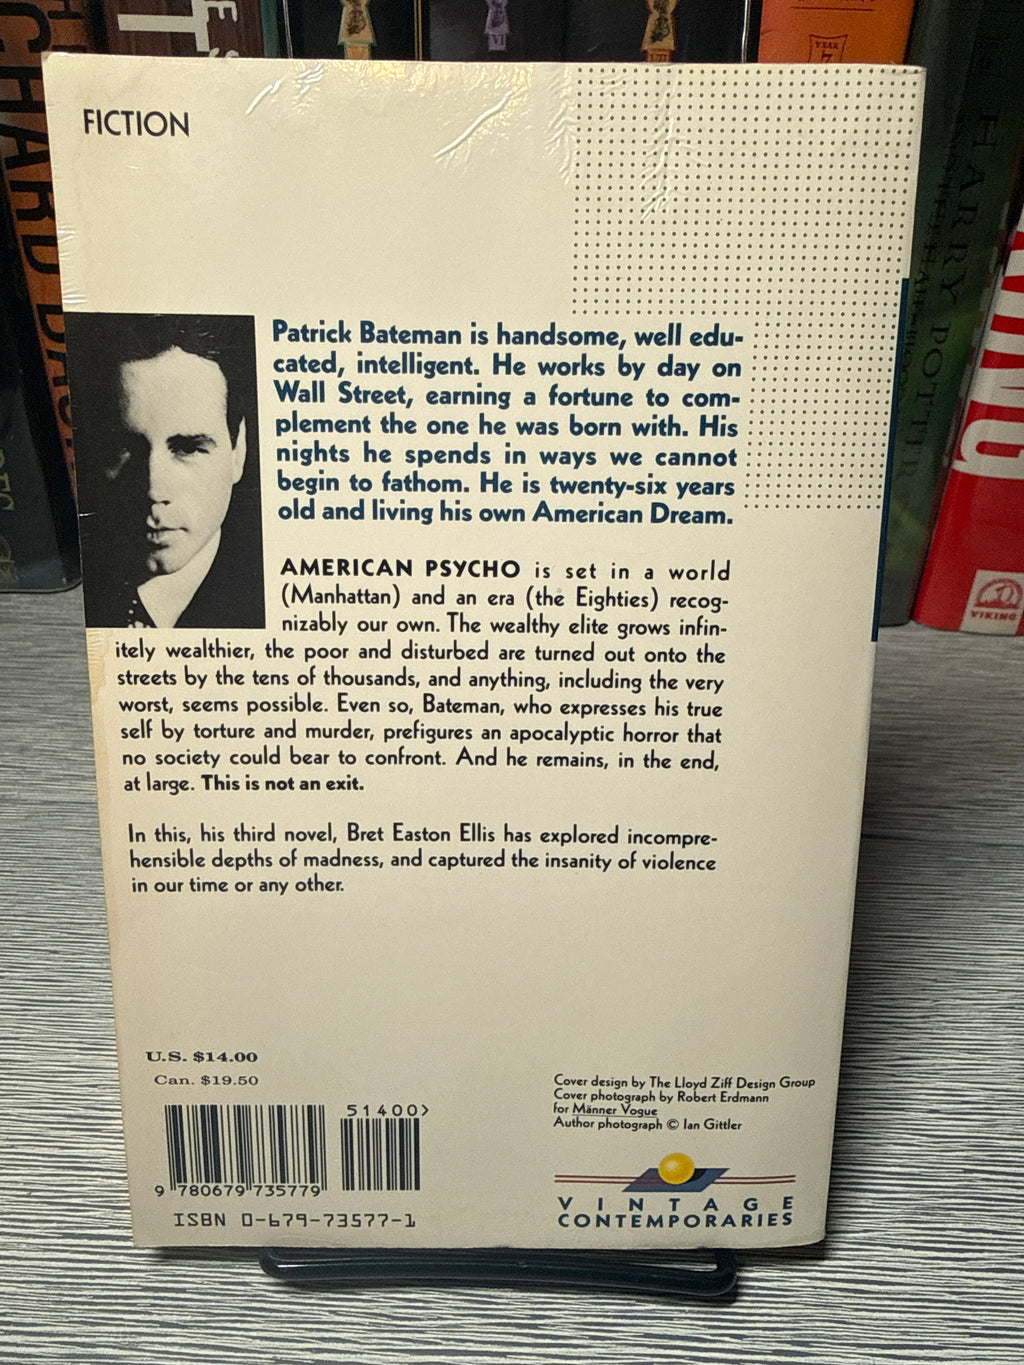 FICTION
Patrick Bateman is handsome, well edu-
cated, intelligent. He works by day on
Wall Street, earning a fortune to com-
plement the one he was born with. His
nights he spends in ways we cannot
begin to fathom. He is twenty-six years
old and living his own American Dream.
AMERICAN PSYCHO is set in a world
(Manhattan) and an era (the Eighties) recog-
nizably our own. The wealthy elite grows infin-
itely wealthier, the poor and disturbed are turned out onto the
streets by the tens of thousands, and anything, including the very
worst, seems possible. Even so, Bateman, who expresses his true
self by torture and murder, prefigures an apocalyptic horror that
no society could bear to confront. And he remains, in the end,
at large. This is not an exit.
In this, his third novel, Bret Easton Ellis has explored incompre-
hensible depths of madness, and captured the insanity of violence
in our time or any other.
U.S. $14.00
Can. $19.50
51400>
9 780679 735779
ISBN 0-679-73577-1
Cover design by The Lloyd Ziff Design Group
Cover photograph by Robert Erdmann
for Männer Vogue
Author photograph © Ian Gittler
VINTAGE
CONTEMPORARIES
HARRY POTTER
VIKING
VI
YEAR